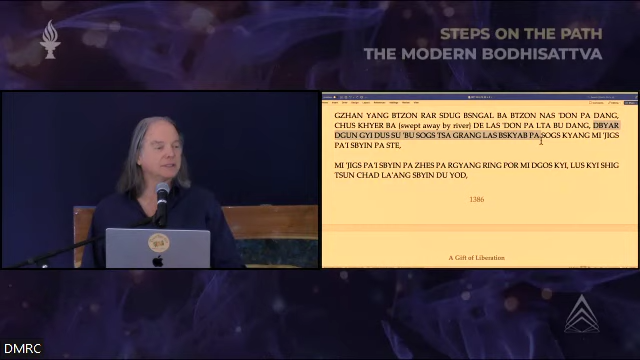 STEPS ON THE PATH
THE MODERN BODHISATTVA
GZHAN YANG BTZON RAR SDUG BSNGAL BA BTZON NAS 'DON PA DANG,
CHUS KHYER BA [swept away by river] DE LAS 'DON PA LTA BU DANG, DBYAR
DGUN GYI DUS SU 'BU SOGS TSA GRANG LAS BSKYAB PA SOGS KYANG MI 'JIGS
PA'I SBYIN PA STE,
MI 'JIGS PA'I SBYIN PA ZHES PA RGYANG RING POR MI DGOS KYI, LUS KYI SHIG
TSUN CHAD LA'ANG SBYIN DU YOD,
1386
A Gift of Liberation
DMRC